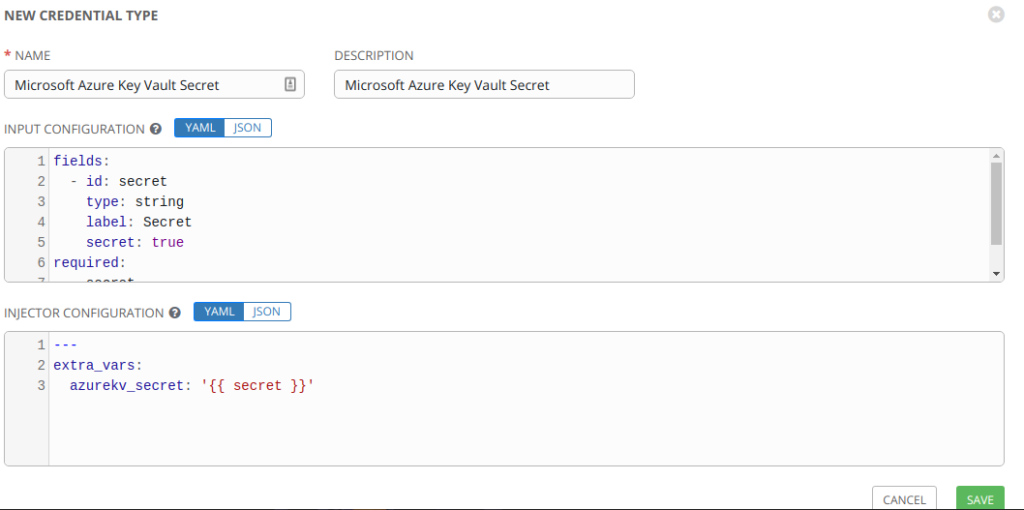 NEW CREDENTIAL TYPE
* NAME
DESCRIPTION
Microsoft Azure Key Vault Secret
Microsoft Azure Key Vault Secret
INPUT CONFIGURATION ? YAML JSON
1 fields:
2   - id: secret
3     type: string
4     label: Secret
5     secret: true
6 required:
7     secret
INJECTOR CONFIGURATION ? YAML JSON
1 ---
2 extra_vars:
3   azurekv_secret: '{{ secret }}'
CANCEL
SAVE